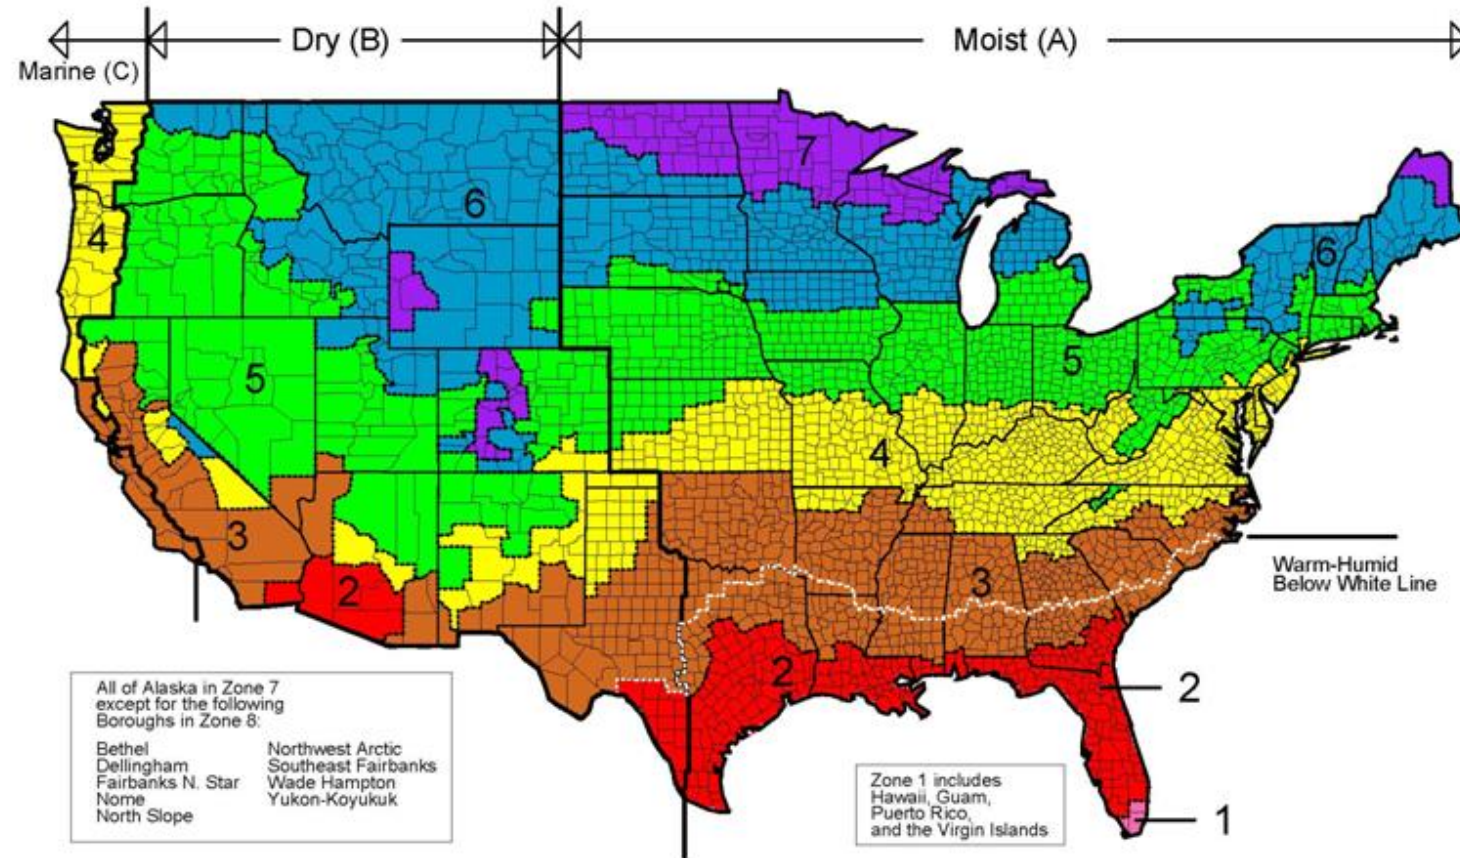 Dry (B)
Moist (A)
Marine (C)
7
6
4
6
5
5
4
3
3
2
2
Warm-Humid
Below White Line
2
1
All of Alaska in Zone 7
except for the following
Boroughs in Zone 8:
Bethel
Dellingham
Fairbanks N. Star
Nome
North Slope
Northwest Arctic
Southeast Fairbanks
Wade Hampton
Yukon-Koyukuk
Zone 1 includes
Hawaii, Guam,
Puerto Rico,
and the Virgin Islands